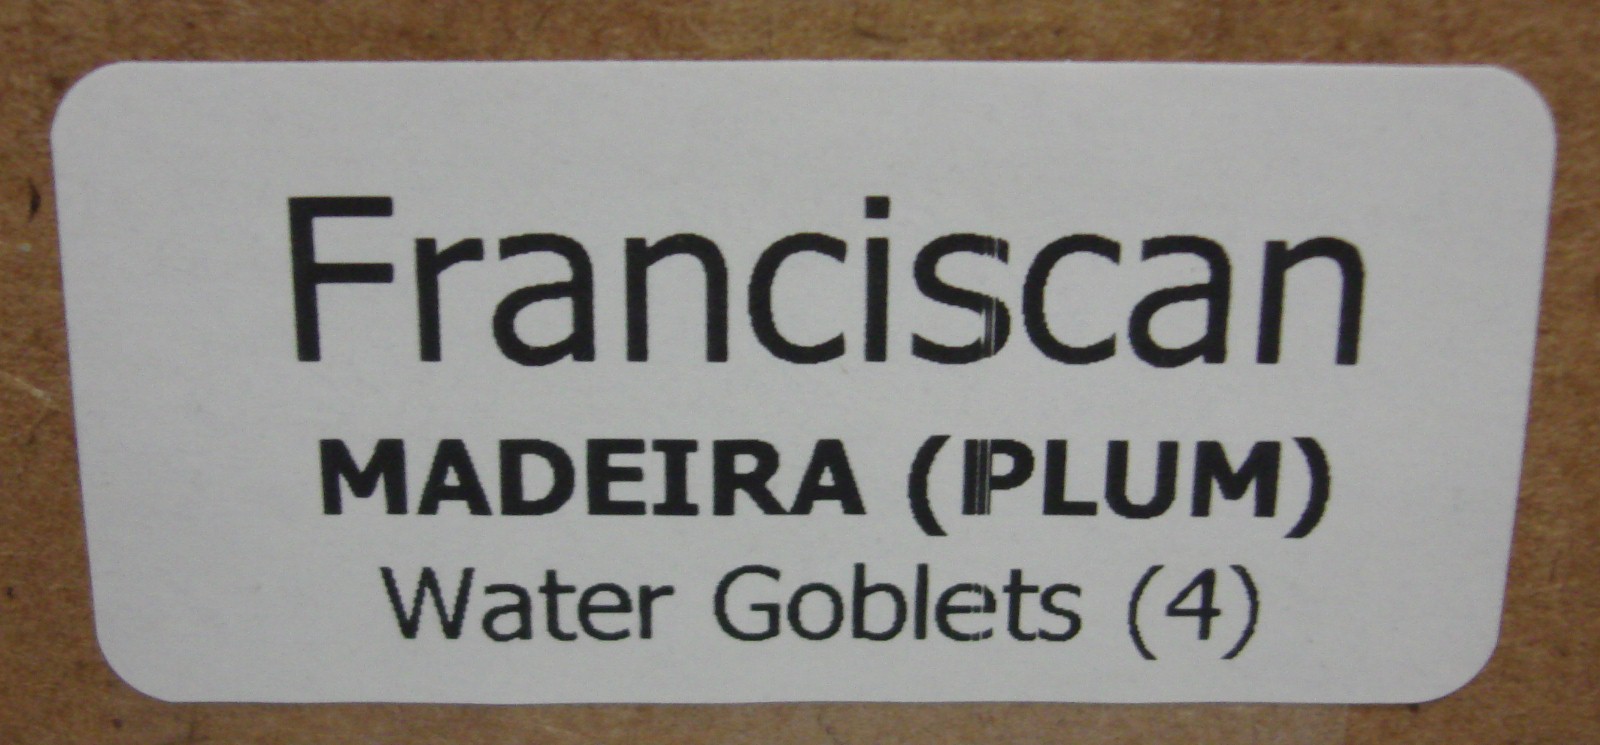 Franciscan
MADEIRA (PLUM)
Water Goblets (4)